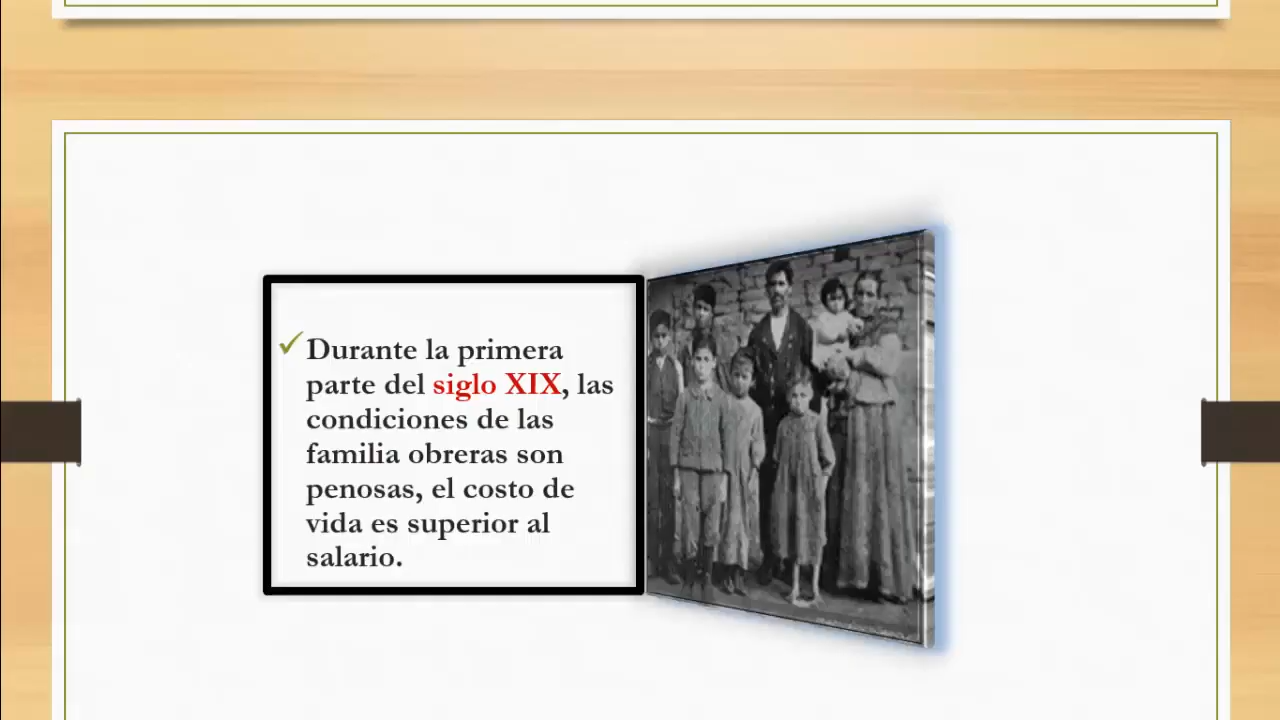 Durante la primera
parte del siglo XIX, las
condiciones de las
familia obreras son
penosas, el costo de
vida es superior al
salario.